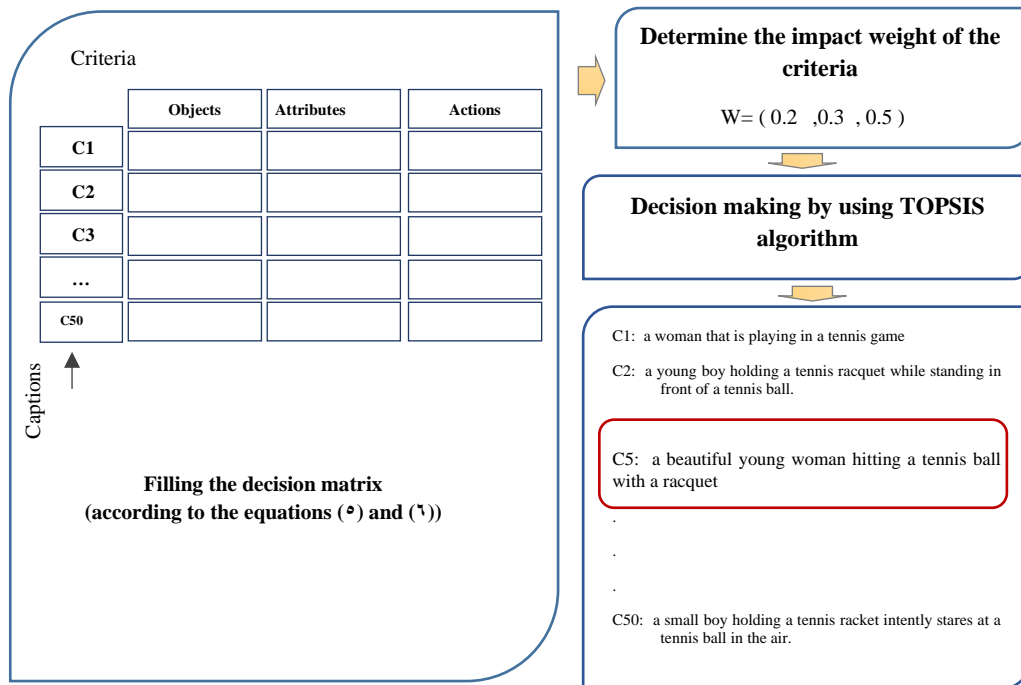 Criteria
Objects Attributes Actions
C1
C2
C3
...
C50
Captions
Filling the decision matrix
(according to the equations (۵) and (۶))
Determine the impact weight of the
criteria
W= ( 0.2 ,0.3 , 0.5 )
Decision making by using TOPSIS
algorithm
C1: a woman that is playing in a tennis game
C2: a young boy holding a tennis racquet while standing in
front of a tennis ball.
C5: a beautiful young woman hitting a tennis ball
with a racquet
.
.
.
C50: a small boy holding a tennis racket intently stares at a
tennis ball in the air.